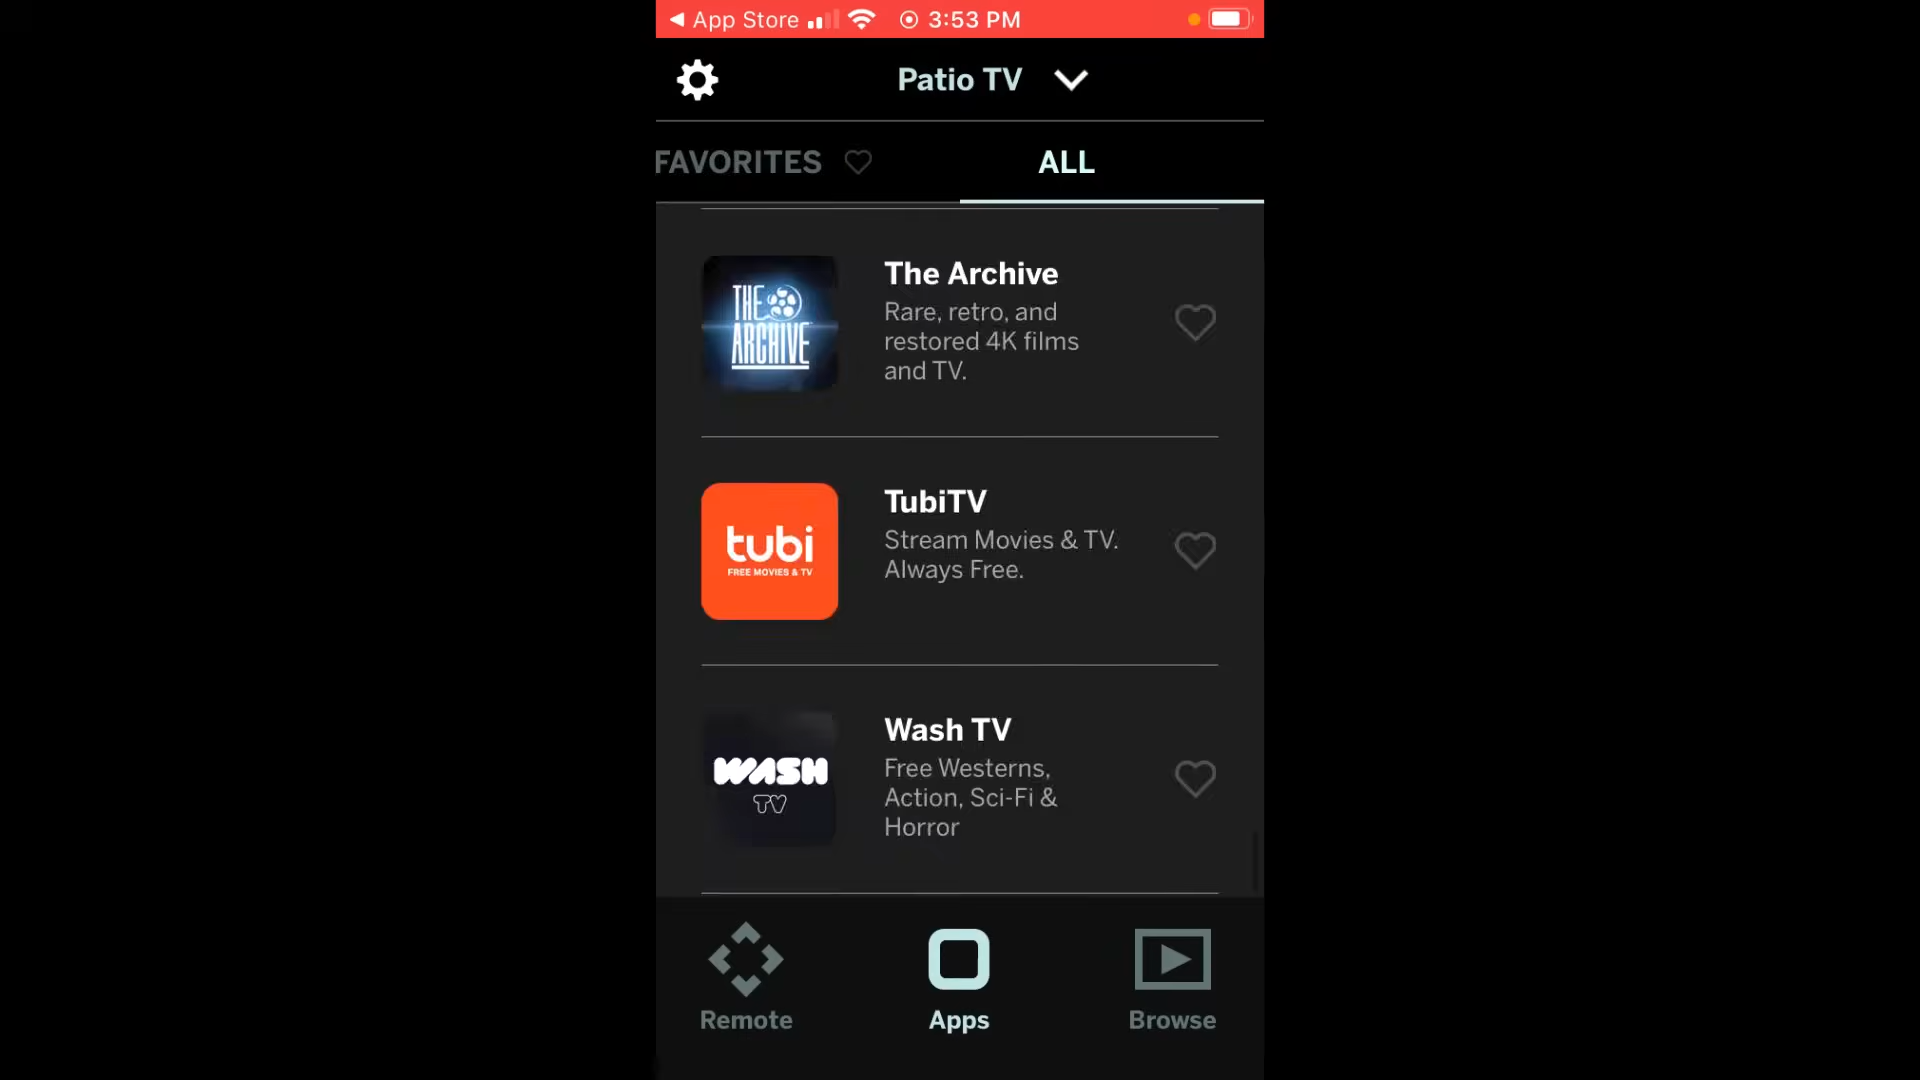 App Store 3:53 PM
Patio TV
FAVORITES ALL
THE
ARCHIVE
The Archive
Rare, retro, and
restored 4K films
and TV.
tubi
FREE MOVIES & TV
TubiTV
Stream Movies & TV.
Always Free.
WASH
TV
Wash TV
Free Westerns,
Action, Sci-Fi &
Horror
Remote Apps Browse